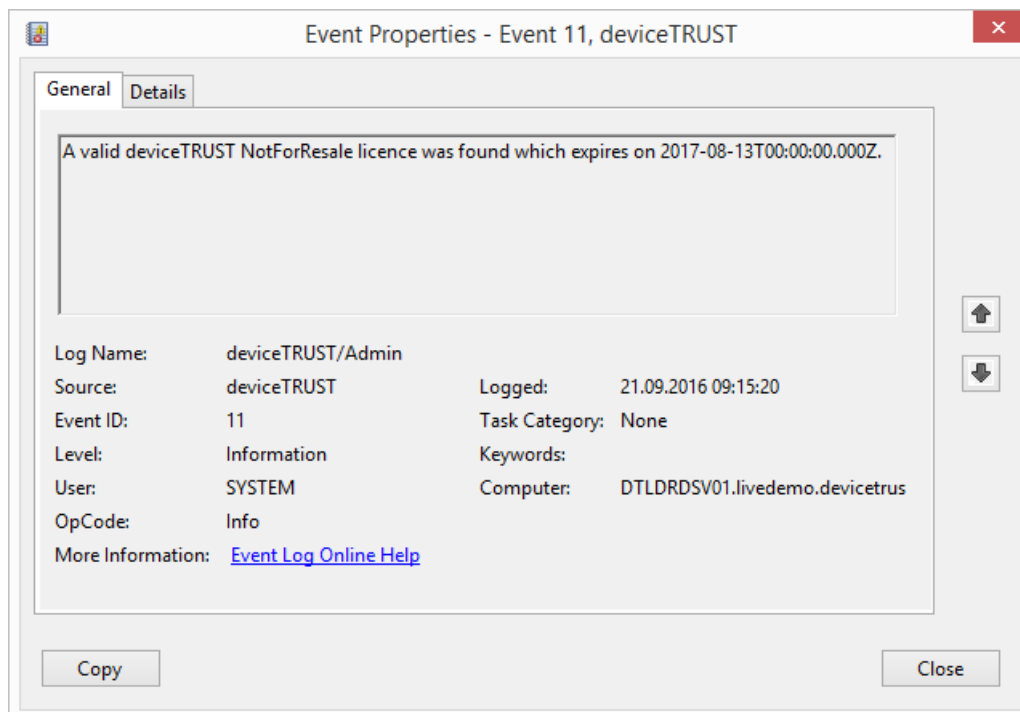 Event Properties - Event 11, deviceTRUST
General Details
A valid deviceTRUST NotForResale licence was found which expires on 2017-08-13T00:00:00.000Z.
Log Name: deviceTRUST/Admin
Source: deviceTRUST Logged: 21.09.2016 09:15:20
Event ID: 11 Task Category: None
Level: Information Keywords:
User: SYSTEM Computer: DTLDRDSV01.livedemo.devicetrus
OpCode: Info
More Information: Event Log Online Help
Copy Close